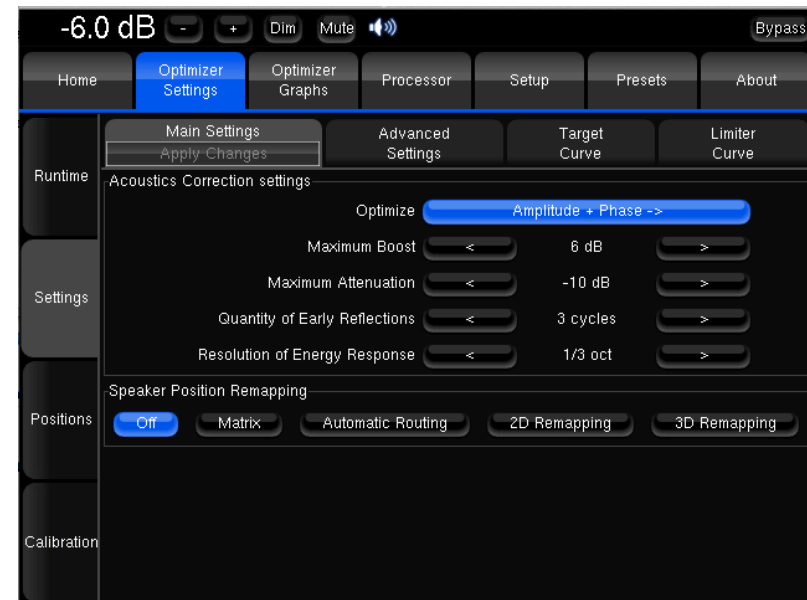 -6.0 dB - + Dim Mute Bypass
Home Optimizer Settings Optimizer Graphs Processor Setup Presets About
Main Settings Advanced Settings Target Curve Limiter Curve
Apply Changes
Runtime
Acoustics Correction settings
Optimize Amplitude + Phase ->
Maximum Boost < 6 dB >
Maximum Attenuation < -10 dB >
Settings
Quantity of Early Reflections < 3 cycles >
Resolution of Energy Response < 1/3 oct >
Speaker Position Remapping
Positions
Off Matrix Automatic Routing 2D Remapping 3D Remapping
Calibration